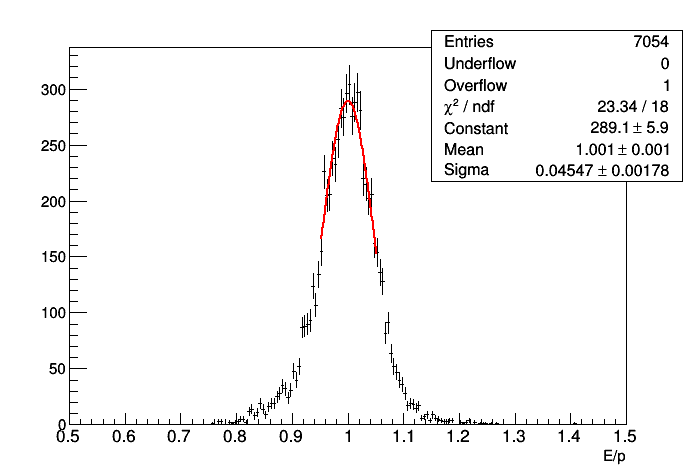 Entries 7054
Underflow 0
Overflow 1
χ² / ndf 23.34 / 18
Constant 289.1 ± 5.9
Mean 1.001 ± 0.001
Sigma 0.04547 ± 0.00178
300
250
200
150
100
50
0
0.5 0.6 0.7 0.8 0.9 1 1.1 1.2 1.3 1.4 1.5
E/p